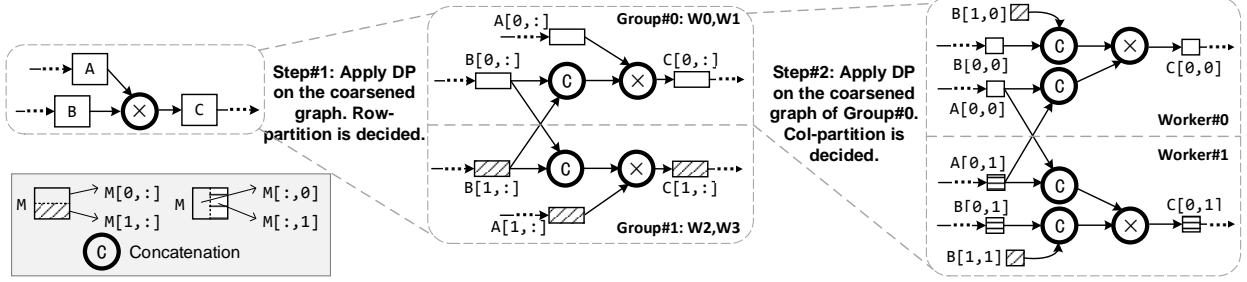 A
B
×
C
M
M[0,:]
M[1,:]
M
M[:,0]
M[:,1]
C
Concatenation
Step#1: Apply DP
on the coarsened
graph. Row-
partition is
decided.
A[0,:]
Group#0: W0,W1
B[0,:]
C
×
C[0,:]
B[1,:]
C
×
C[1,:]
A[1,:]
Group#1: W2,W3
Step#2: Apply DP
on the coarsened
graph of Group#0.
Col-partition is
decided.
B[1,0]
C
×
B[0,0]
C[0,0]
C
A[0,0]
Worker#0
Worker#1
A[0,1]
C
B[0,1]
C
×
C[0,1]
B[1,1]